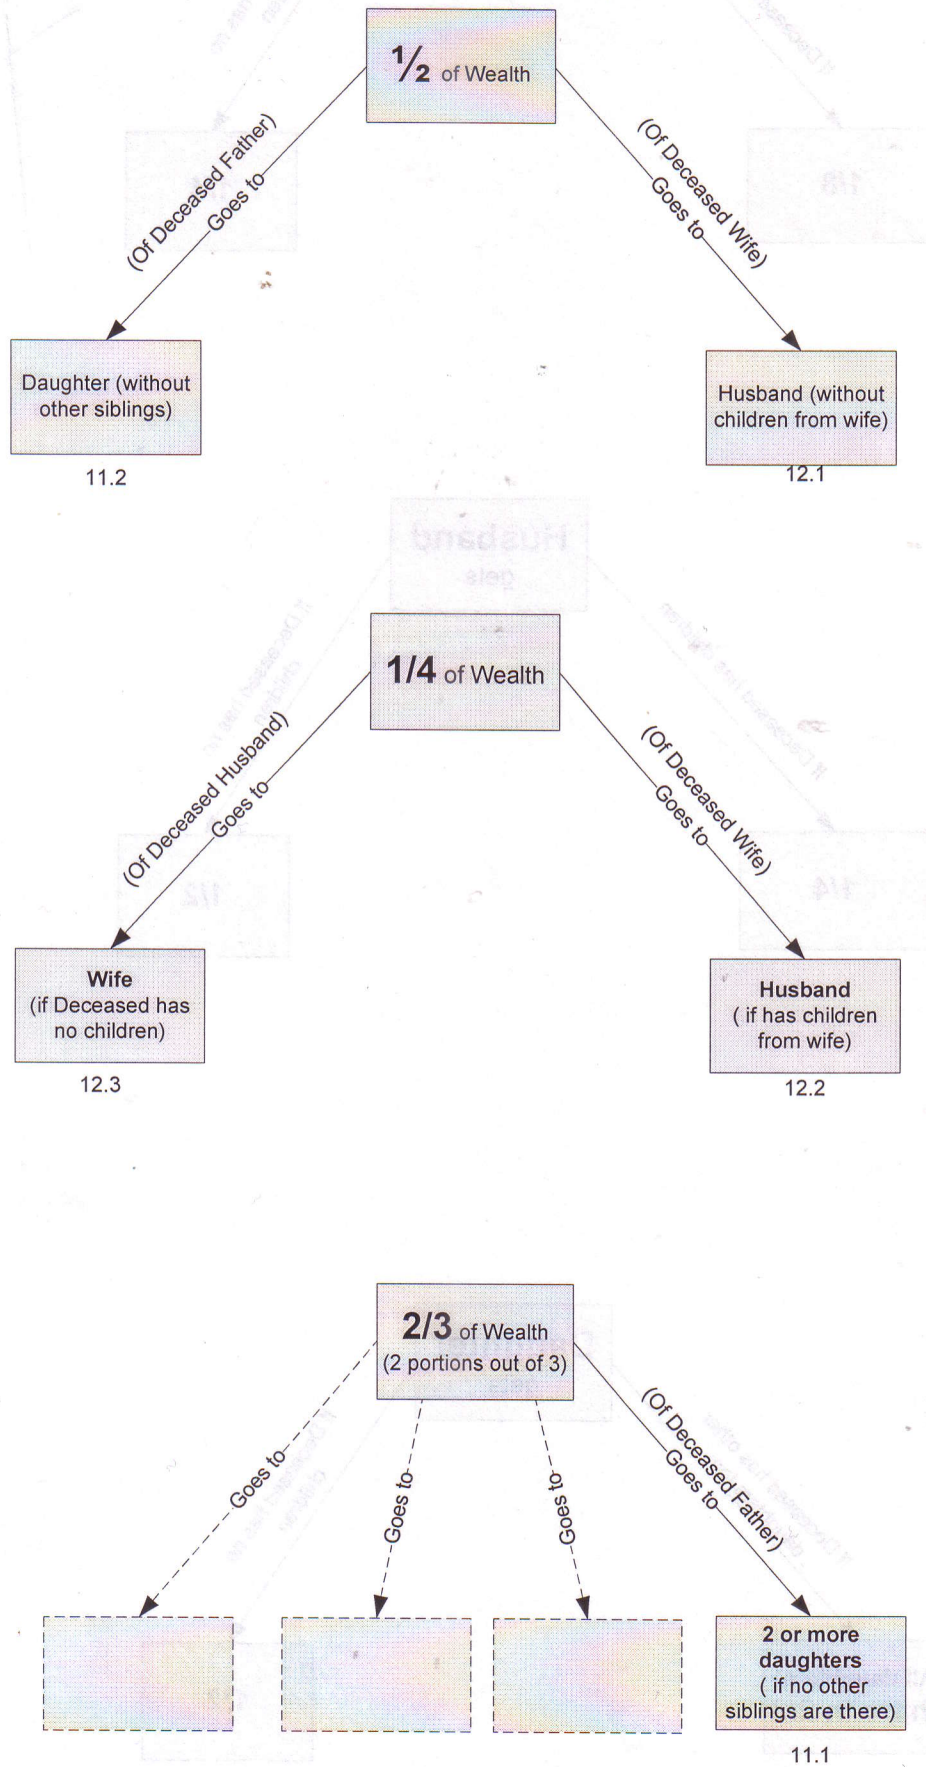 ½ of Wealth
(Of Deceased Father)
Goes to
(Of Deceased Wife)
Goes to
Daughter (without
other siblings)
11.2
Husband (without
children from wife)
12.1
Husband
gets
1/4 of Wealth
(Of Deceased Husband)
Goes to
(Of Deceased Wife)
Goes to
Wife
(if Deceased has
no children)
12.3
Husband
( if has children
from wife)
12.2
2/3 of Wealth
(2 portions out of 3)
Goes to
Goes to
Goes to
(Of Deceased Father)
Goes to
2 or more
daughters
( if no other
siblings are there)
11.1